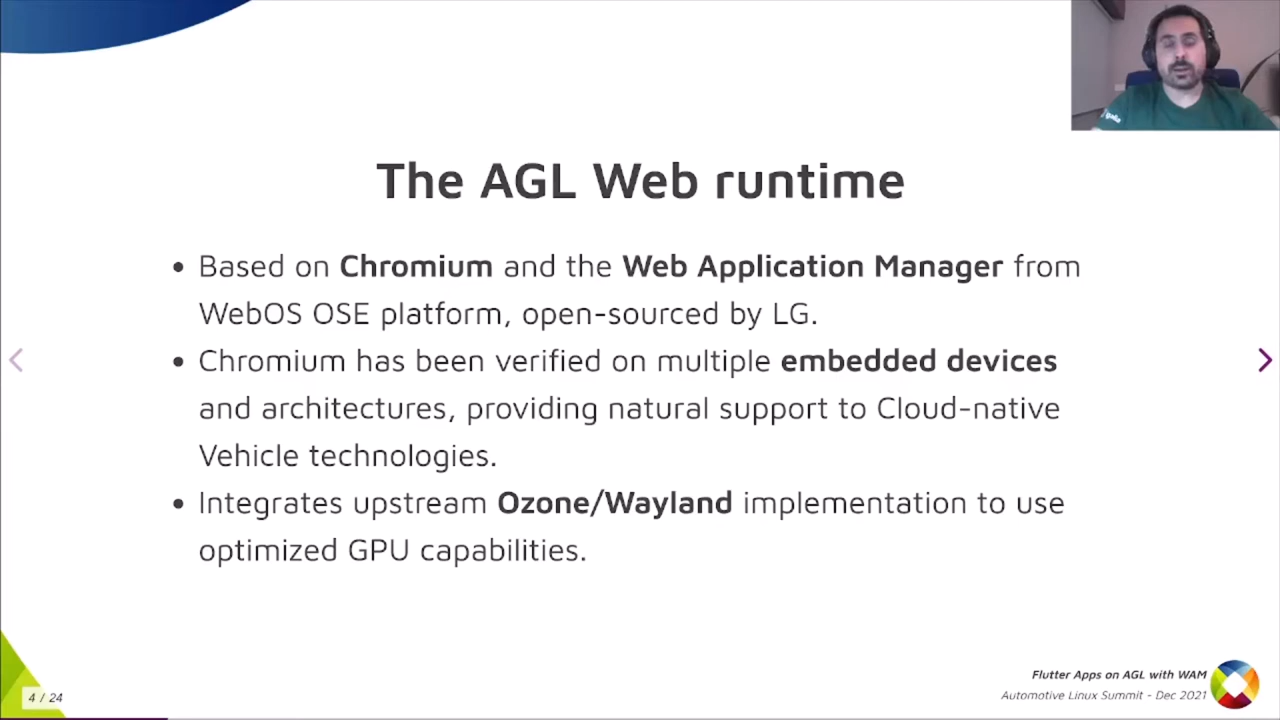 The AGL Web runtime
• Based on Chromium and the Web Application Manager from
WebOS OSE platform, open-sourced by LG.
• Chromium has been verified on multiple embedded devices
and architectures, providing natural support to Cloud-native
Vehicle technologies.
• Integrates upstream Ozone/Wayland implementation to use
optimized GPU capabilities.
Flutter Apps on AGL with WAM
Automotive Linux Summit - Dec 2021
4 / 24